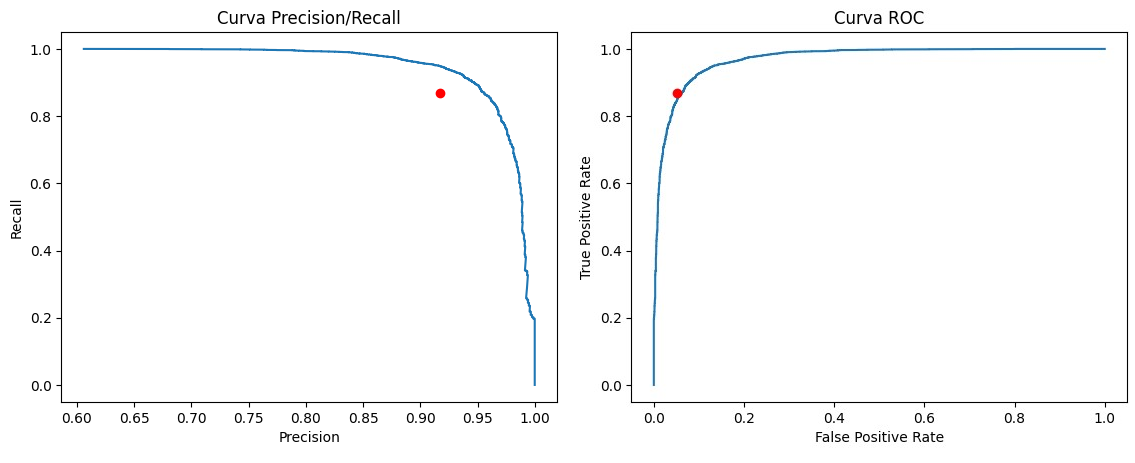 Curva Precision/Recall
1.0
0.8
0.6
0.4
0.2
0.0
Recall
0.60 0.65 0.70 0.75 0.80 0.85 0.90 0.95 1.00
Precision
Curva ROC
1.0
0.8
0.6
0.4
0.2
0.0
True Positive Rate
0.0 0.2 0.4 0.6 0.8 1.0
False Positive Rate